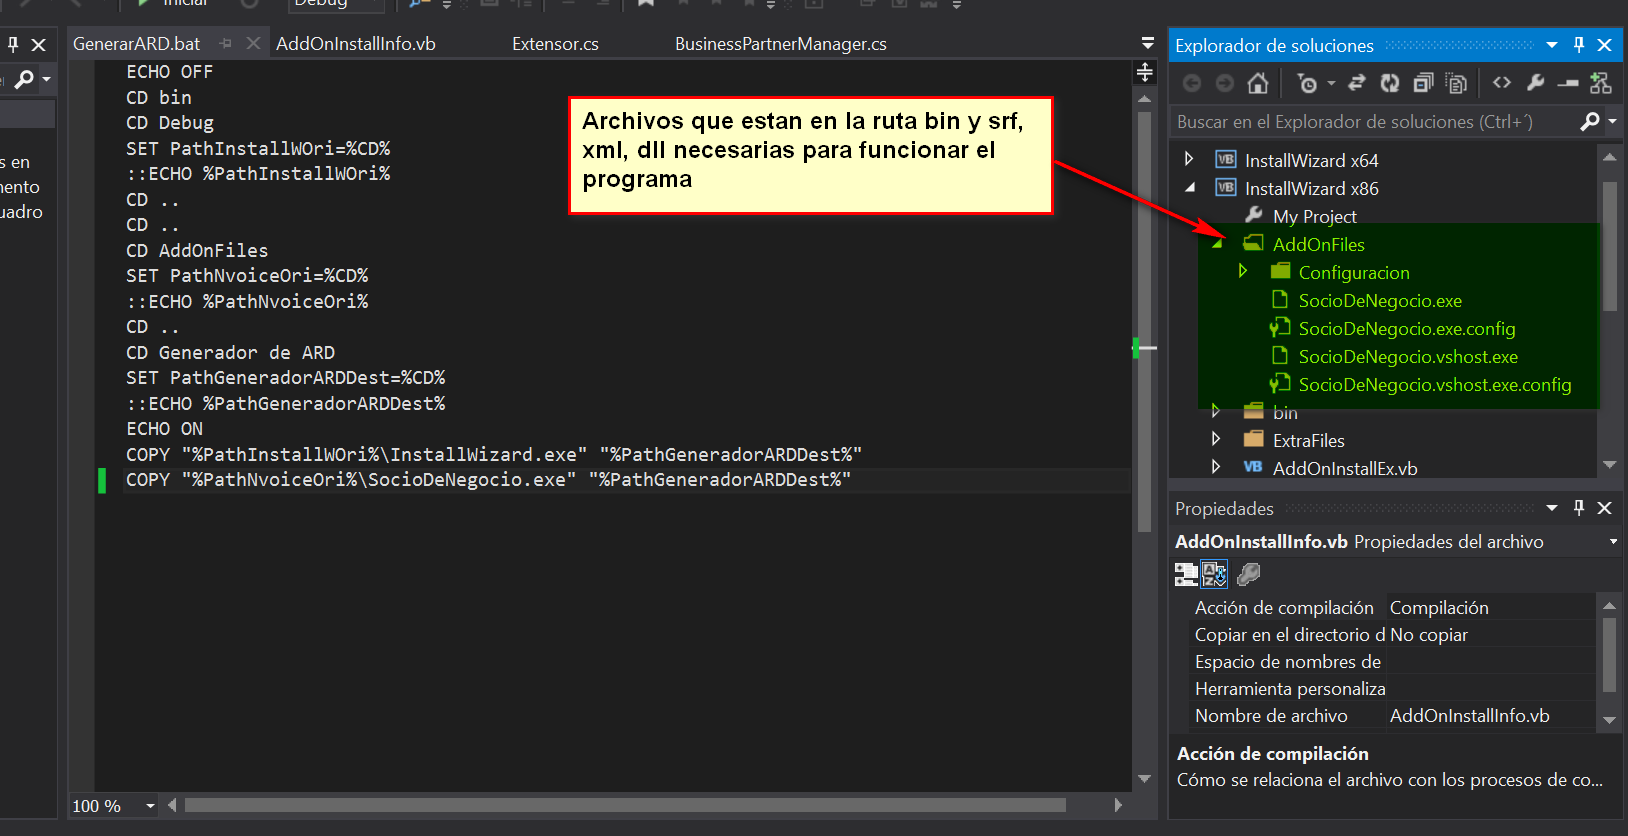 Iniciar
Debug
GenerarARD.bat
AddOnInstallInfo.vb
Extensor.cs
BusinessPartnerManager.cs
s en
mento
uadro
ECHO OFF
CD bin
CD Debug
SET PathInstallWOri=%CD%
::ECHO %PathInstallWOri%
CD ..
CD ..
CD AddOnFiles
SET PathNvoiceOri=%CD%
::ECHO %PathNvoiceOri%
CD ..
CD Generador de ARD
SET PathGeneradorARDDest=%CD%
::ECHO %PathGeneradorARDDest%
ECHO ON
COPY "%PathInstallWOri%\InstallWizard.exe" "%PathGeneradorARDDest%"
COPY "%PathNvoiceOri%\SocioDeNegocio.exe" "%PathGeneradorARDDest%"
100 %
Archivos que estan en la ruta bin y srf,
xml, dll necesarias para funcionar el
programa
Explorador de soluciones
Buscar en el Explorador de soluciones (Ctrl+´)
VB InstallWizard x64
VB InstallWizard x86
My Project
AddOnFiles
Configuracion
SocioDeNegocio.exe
SocioDeNegocio.exe.config
SocioDeNegocio.vshost.exe
SocioDeNegocio.vshost.exe.config
bin
ExtraFiles
VB AddOnInstallEx.vb
Propiedades
AddOnInstallInfo.vb Propiedades del archivo
Acción de compilación Compilación
Copiar en el directorio d No copiar
Espacio de nombres de
Herramienta personaliza
Nombre de archivo AddOnInstallInfo.vb
Acción de compilación
Cómo se relaciona el archivo con los procesos de co...